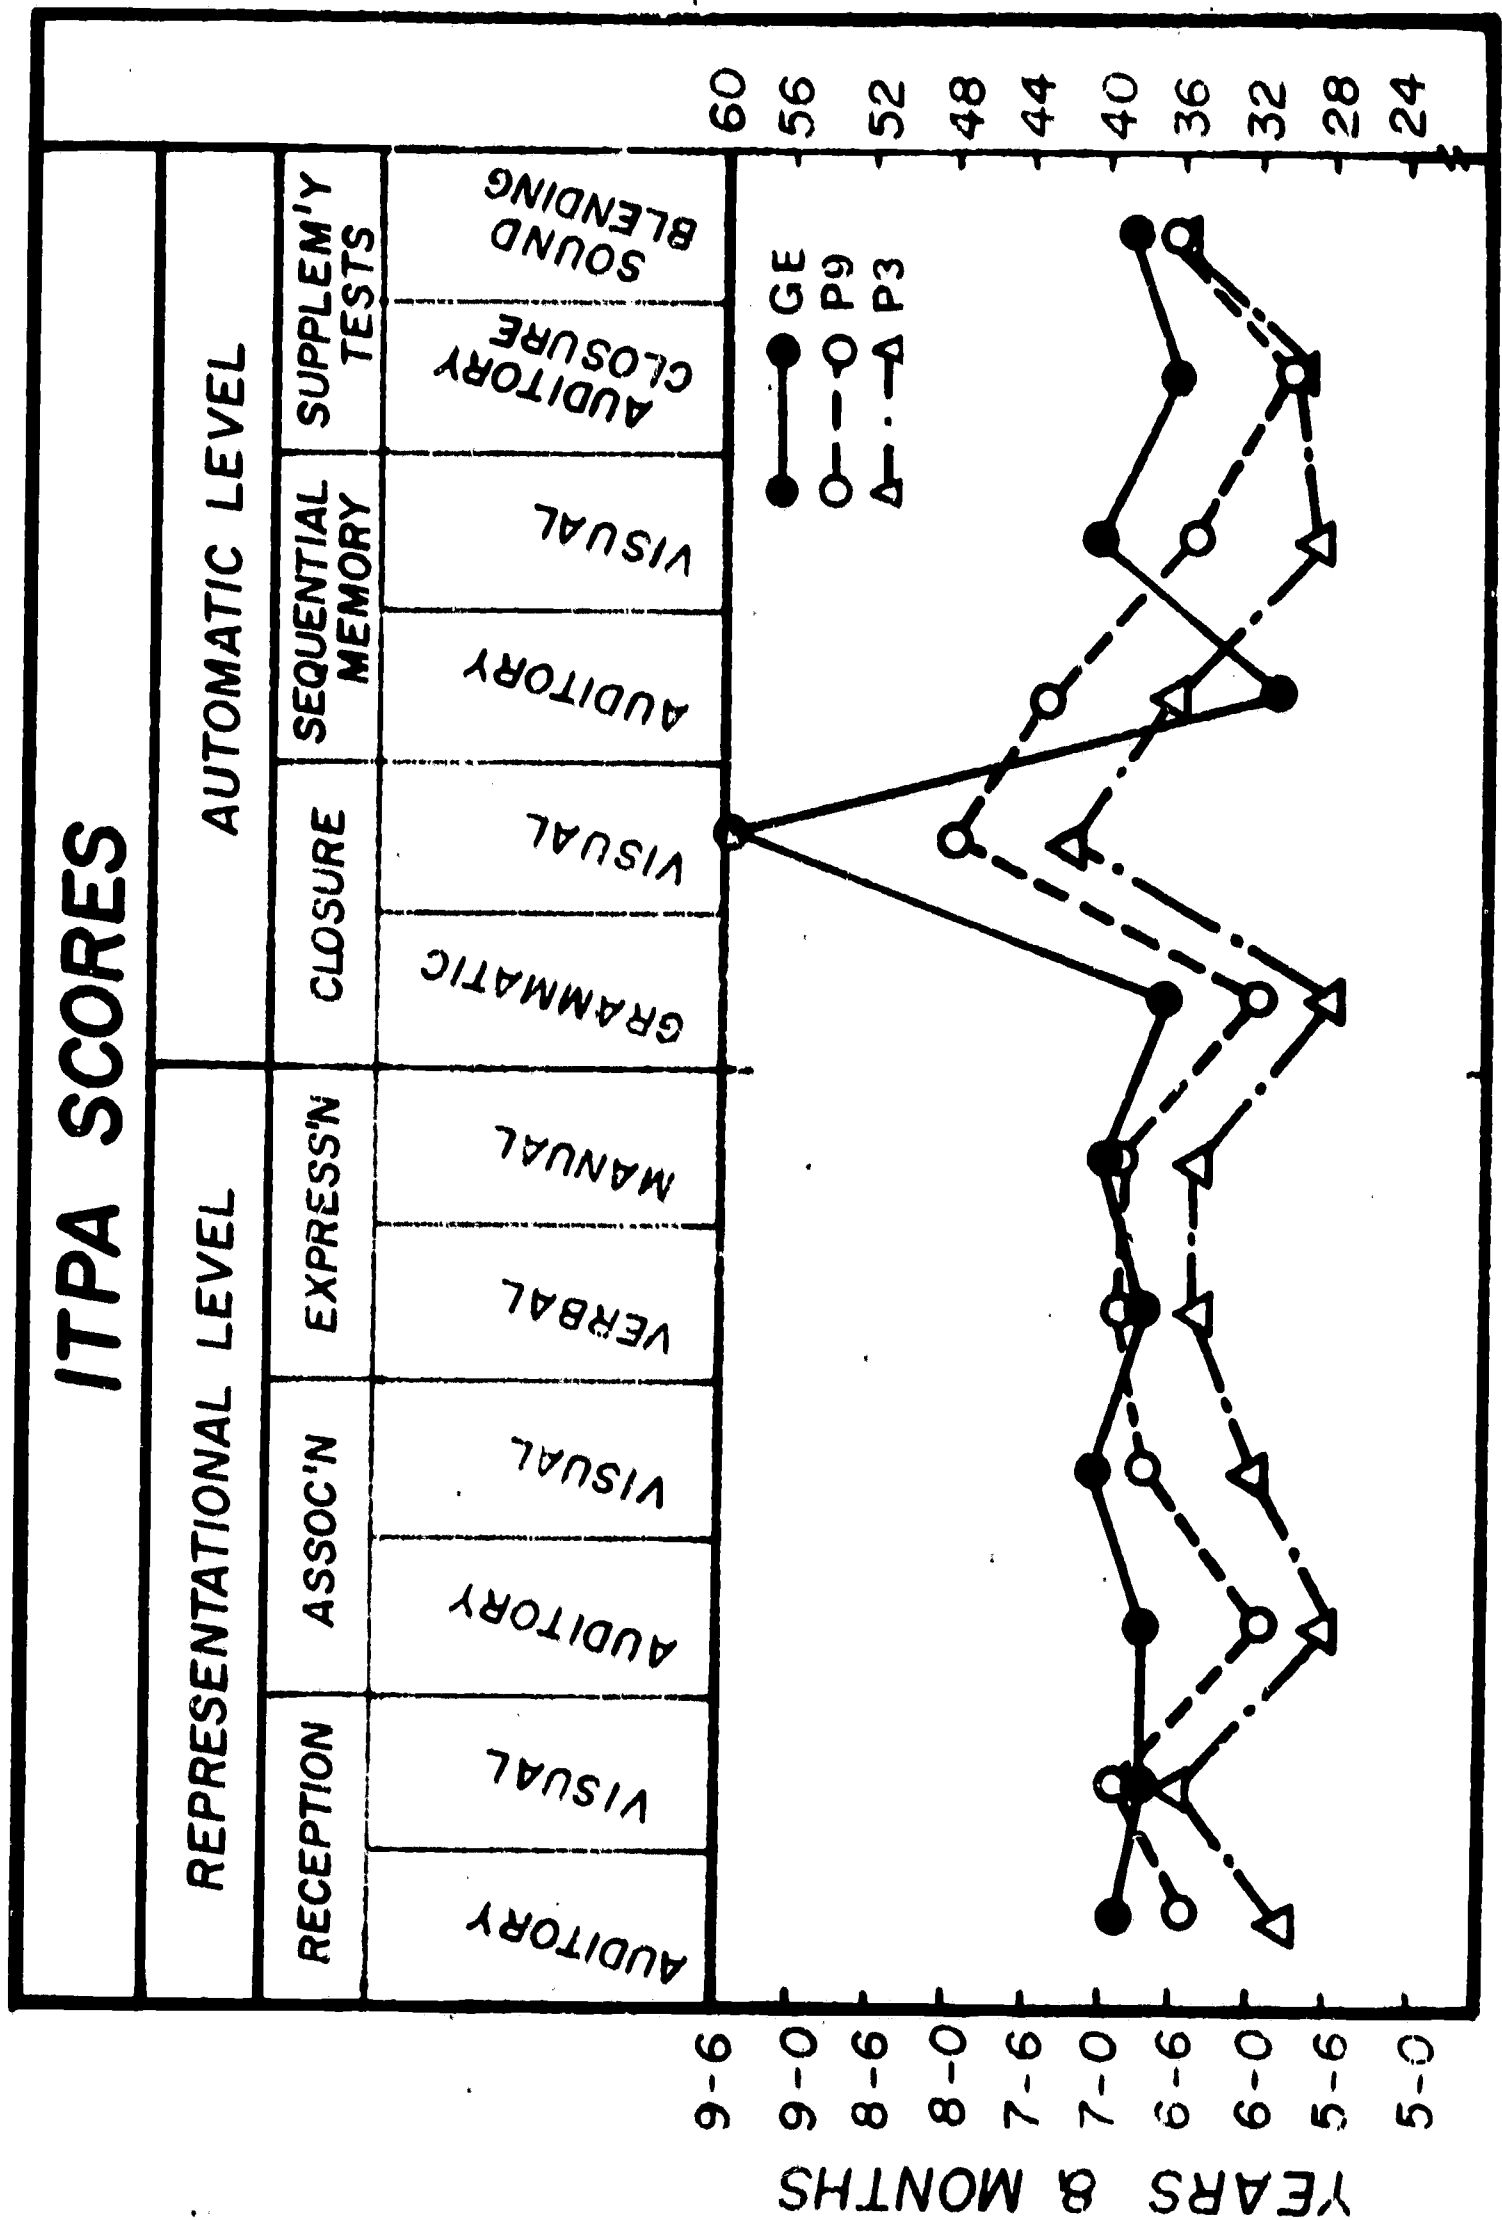 ITPA SCORES
REPRESENTATIONAL LEVEL
AUTOMATIC LEVEL
RECEPTION
ASSOC'N
EXPRESS'N
CLOSURE
SEQUENTIAL
MEMORY
SUPPLEM'Y
TESTS
AUDITORY
VISUAL
AUDITORY
VISUAL
VERBAL
MANUAL
GRAMMATIC
VISUAL
AUDITORY
VISUAL
AUDITORY
CLOSURE
SOUND
BLENDING
YEARS & MONTHS
9-6
9-0
8-6
8-0
7-6
7-0
6-6
6-0
5-6
5-0
GE
P9
P3
60
56
52
48
44
40
36
32
28
24